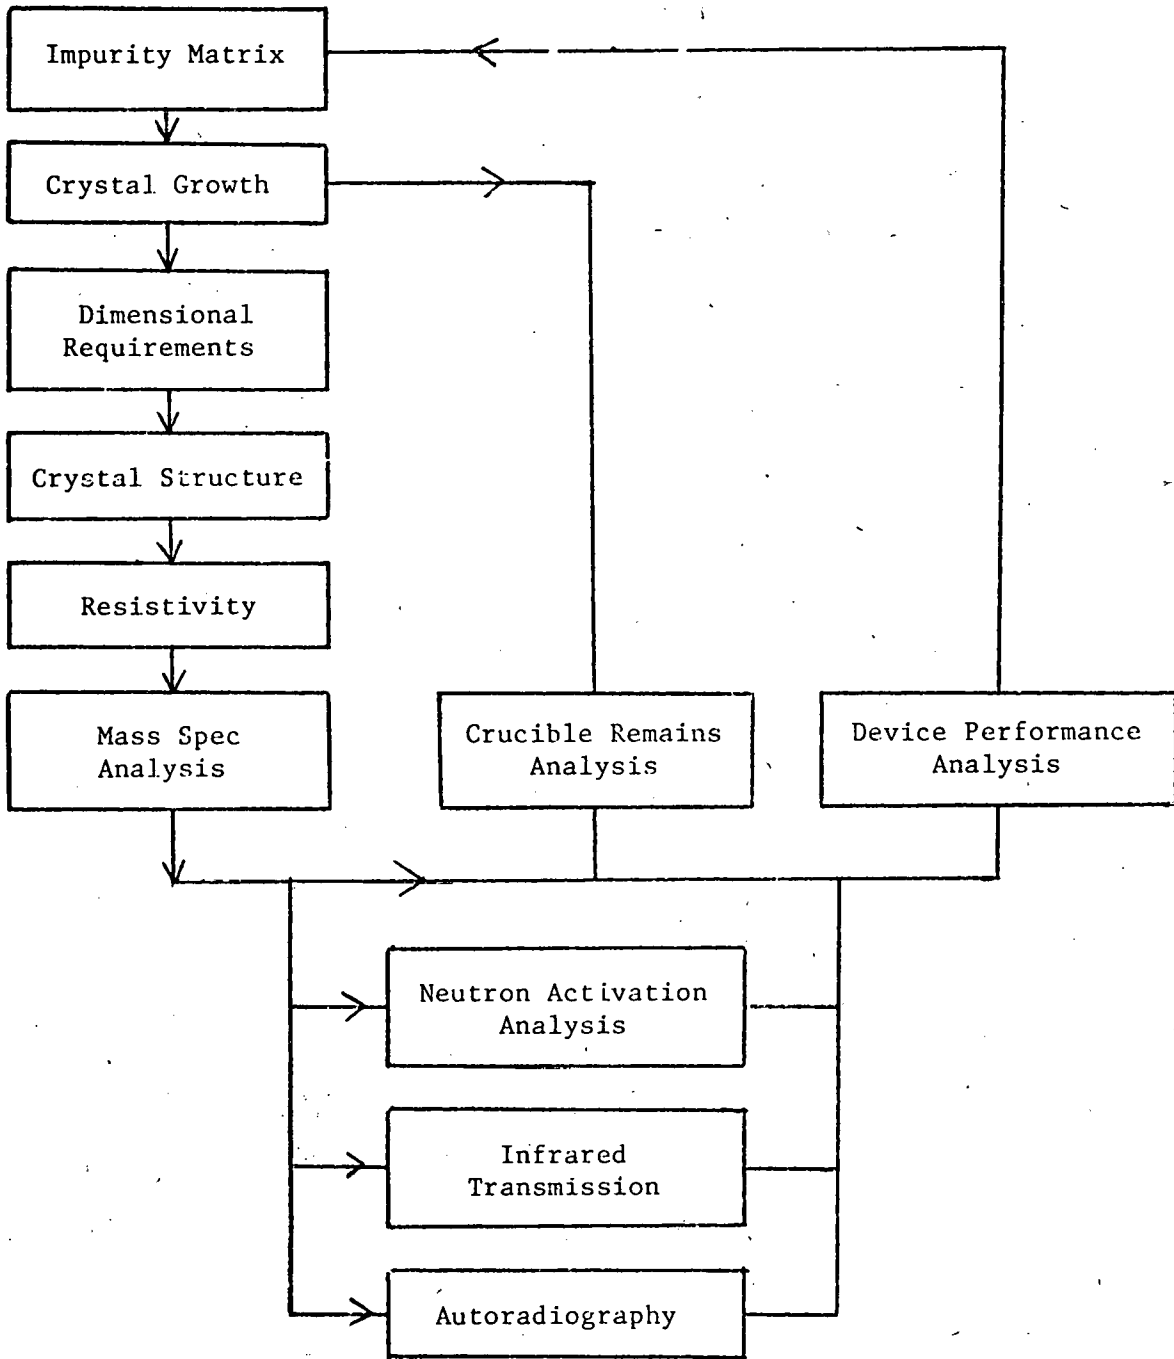 Impurity Matrix
Crystal Growth
Dimensional
Requirements
Crystal Structure
Resistivity
Mass Spec
Analysis
Crucible Remains
Analysis
Device Performance
Analysis
Neutron Activation
Analysis
Infrared
Transmission
Autoradiography